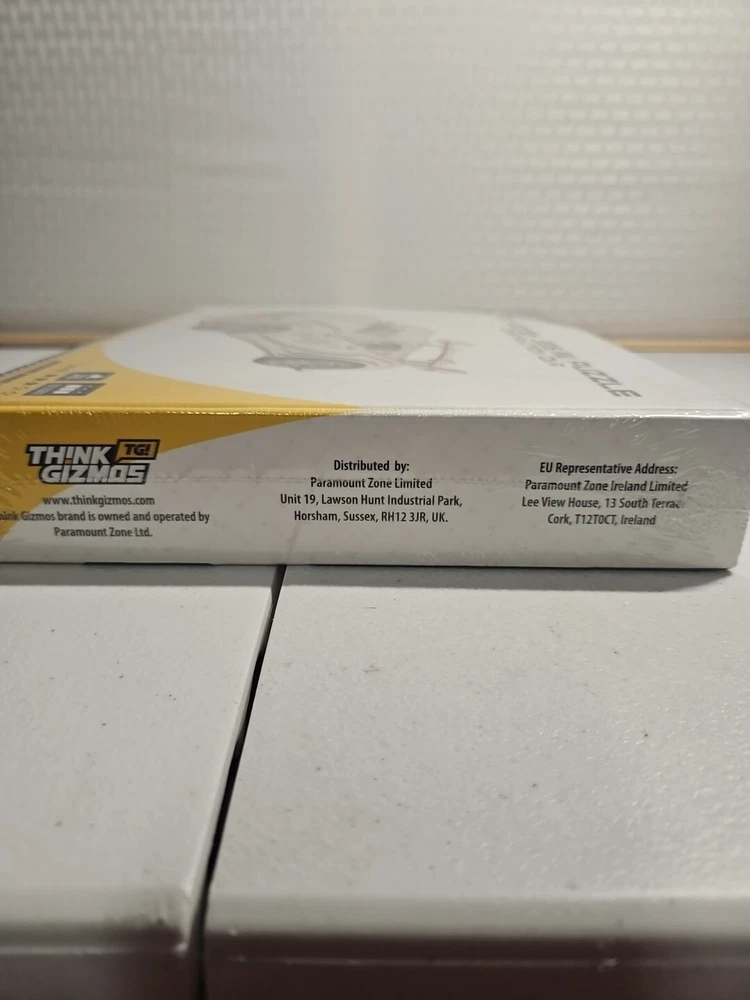 PUZZLE
TH!NK TG!
GIZMOS
www.thinkgizmos.com
Gizmos brand is owned and operated by
Paramount Zone Ltd.
Distributed by:
Paramount Zone Limited
Unit 19, Lawson Hunt Industrial Park,
Horsham, Sussex, RH12 3JR, UK.
EU Representative Address:
Paramount Zone Ireland Limited
Lee View House, 13 South
Cork, T12T0CT, Ireland